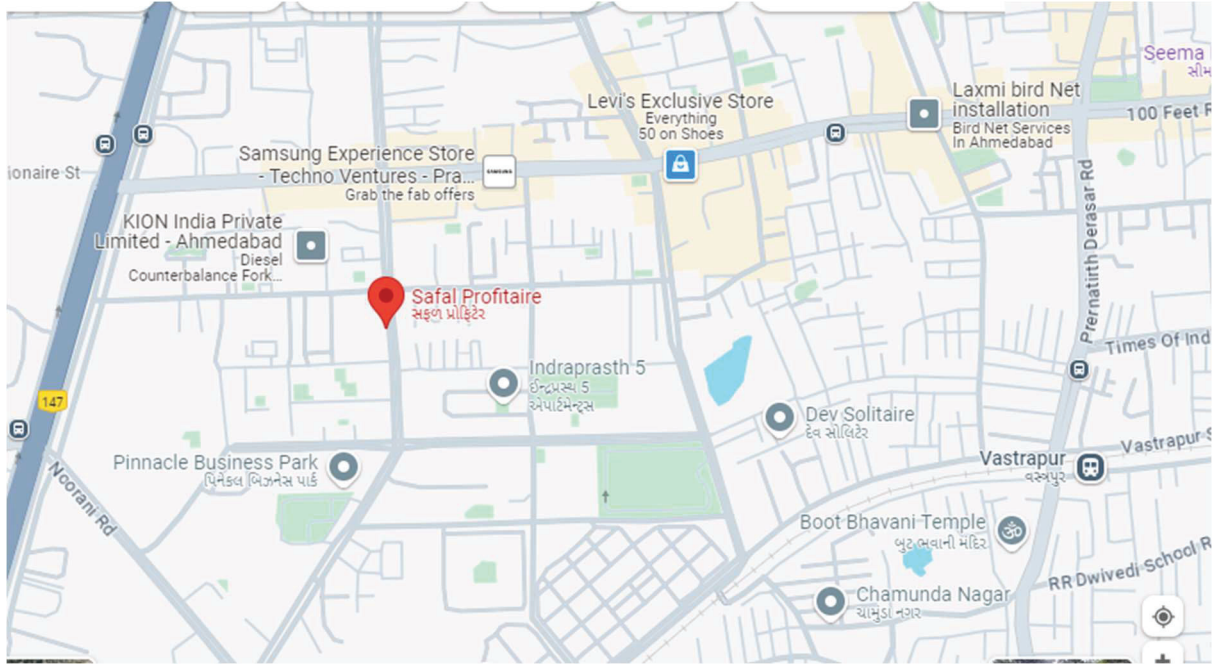 Seema
સીમ
Levi's Exclusive Store
Everything
50 on Shoes
Laxmi bird Net
installation
Bird Net Services
In Ahmedabad
100 Feet R
Samsung Experience Store
- Techno Ventures - Pra...
Grab the fab offers
SAMSUNG
ionaire St
KION India Private
Limited - Ahmedabad
Diesel
Counterbalance Fork...
Prernatirth Derasar Rd
Safal Profitaire
સફળ પ્રોફિટેર
Times Of Ind
Indraprasth 5
ઈન્દ્રપ્રસ્થ 5
એપાર્ટમેન્ટ્સ
147
Dev Solitaire
દેવ સોલિટેર
Vastrapur S
Vastrapur
વસ્ત્રાપુર
Pinnacle Business Park
પિનેકલ બિઝનેસ પાર્ક
Noorani Rd
Boot Bhavani Temple
બુટ ભવાની મંદિર
ૐ
RR Dwivedi School R
Chamunda Nagar
ચામુંડા નગર